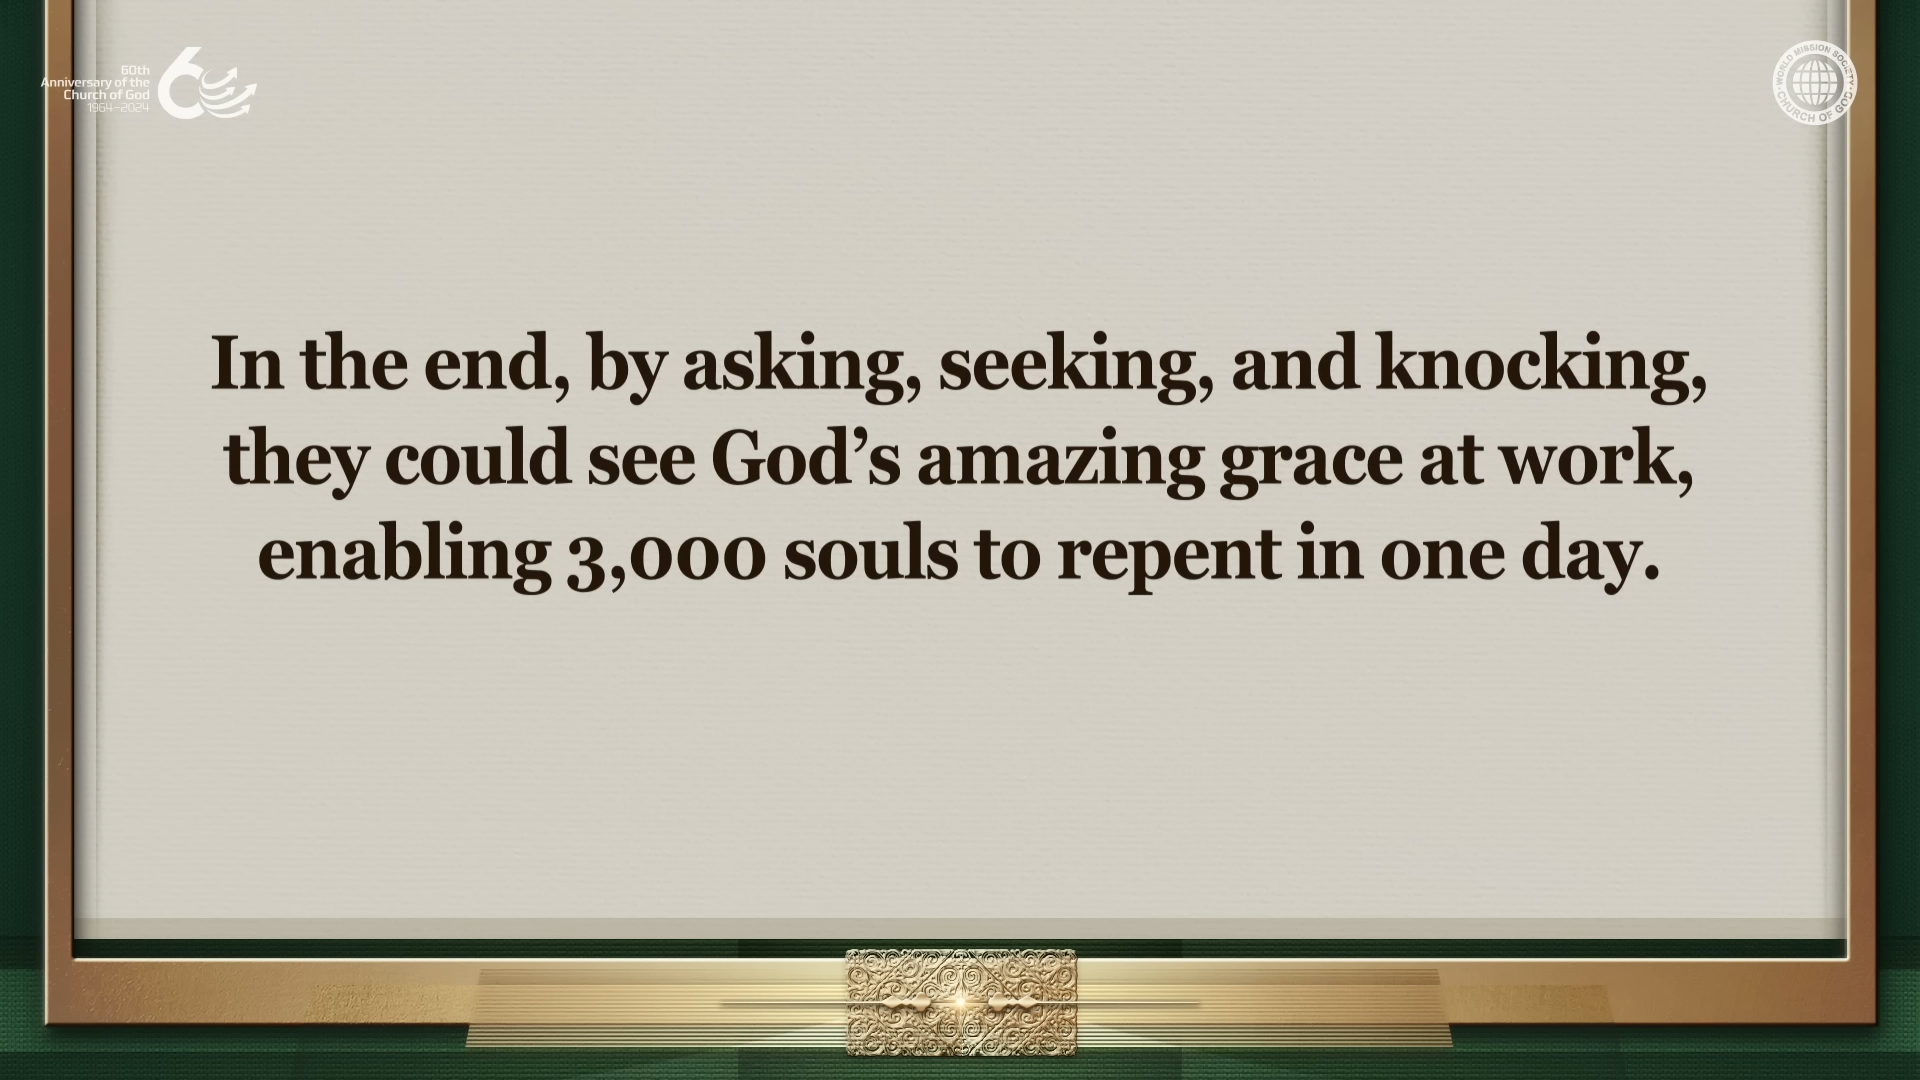 60th
Anniversary of the
Church of God
1964–2024
60
WORLD MISSION SOCIETY
CHURCH OF GOD
In the end, by asking, seeking, and knocking,
they could see God’s amazing grace at work,
enabling 3,000 souls to repent in one day.